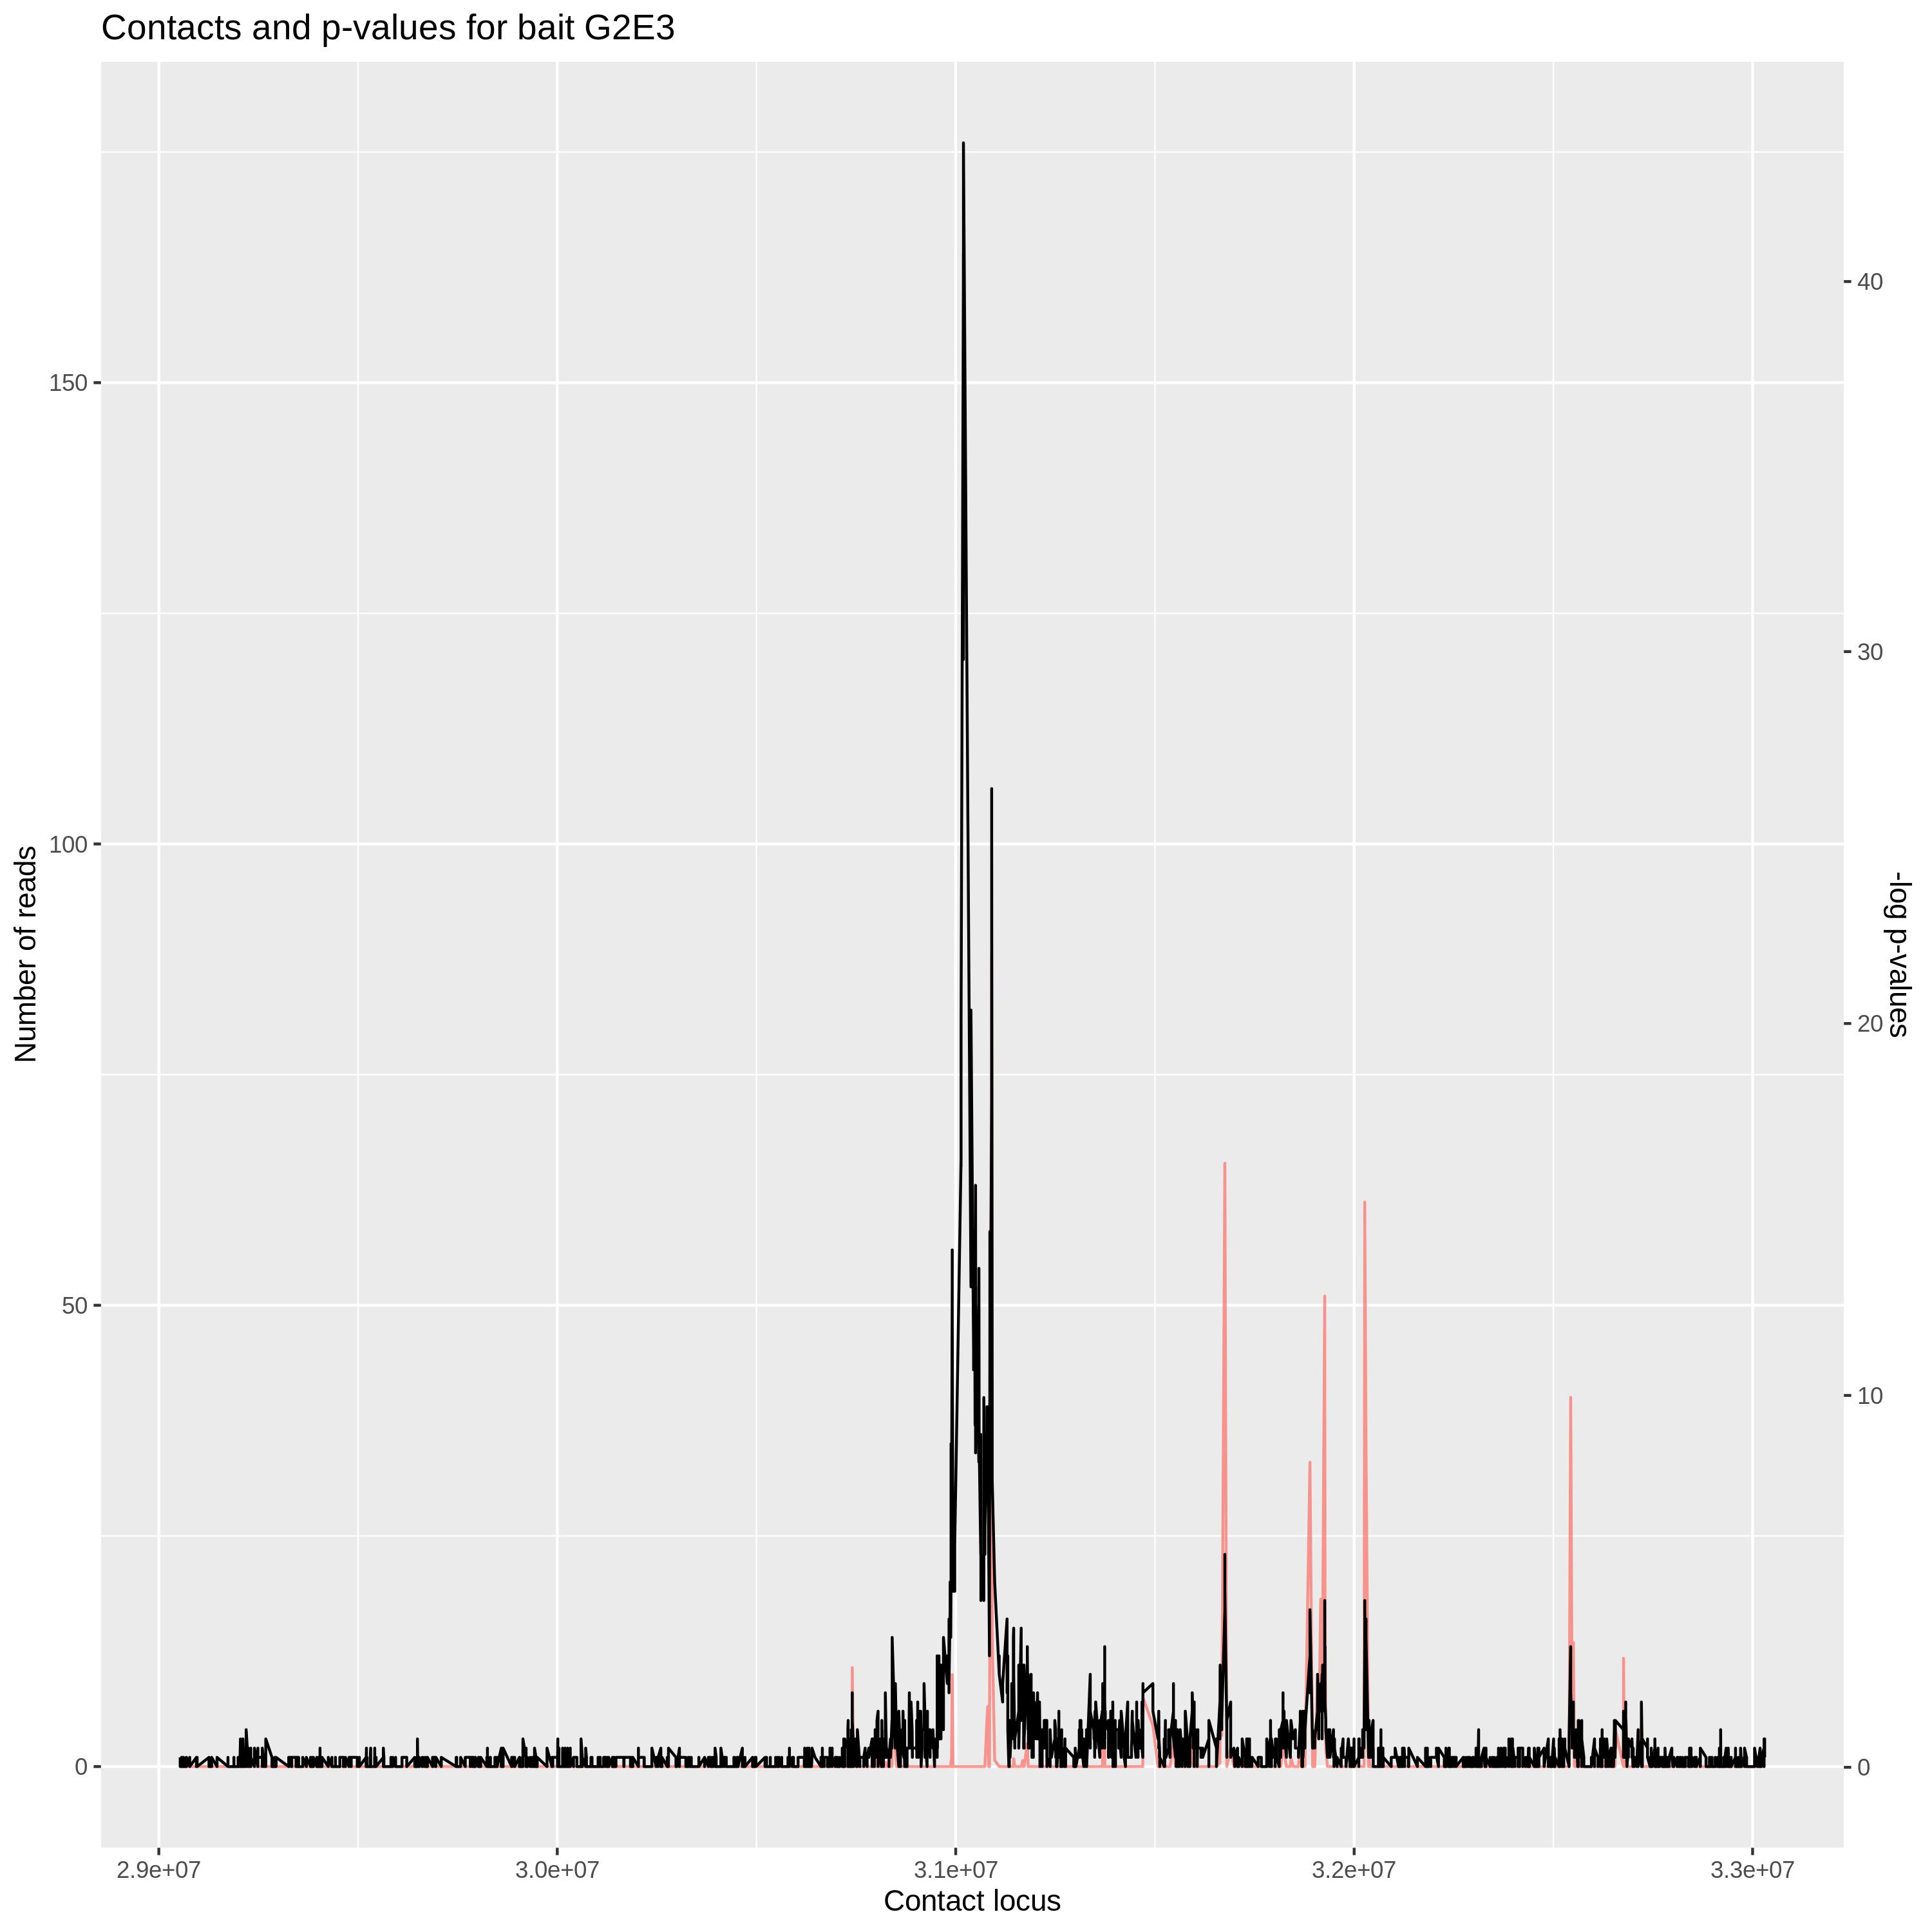 Contacts and p-values for bait G2E3
Number of reads
150
100
50
0
40
30
20
10
0
-log p-values
2.9e+07
3.0e+07
3.1e+07
3.2e+07
3.3e+07
Contact locus